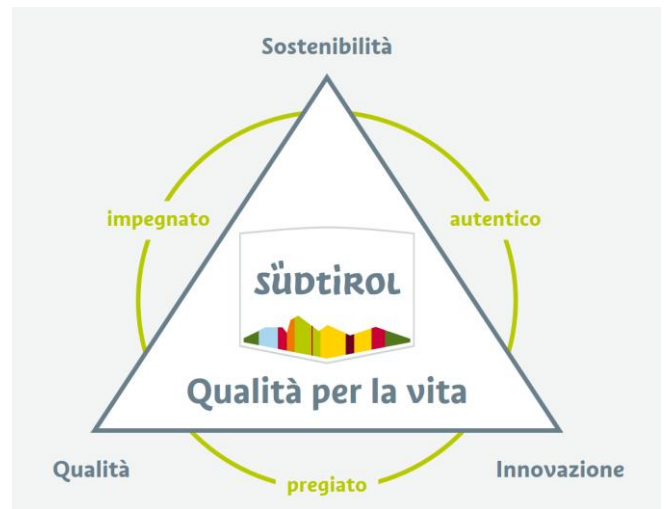 Sostenibilità
impegnato
autentico
SÜDTIROL
Qualità per la vita
Qualità
Innovazione
pregiato